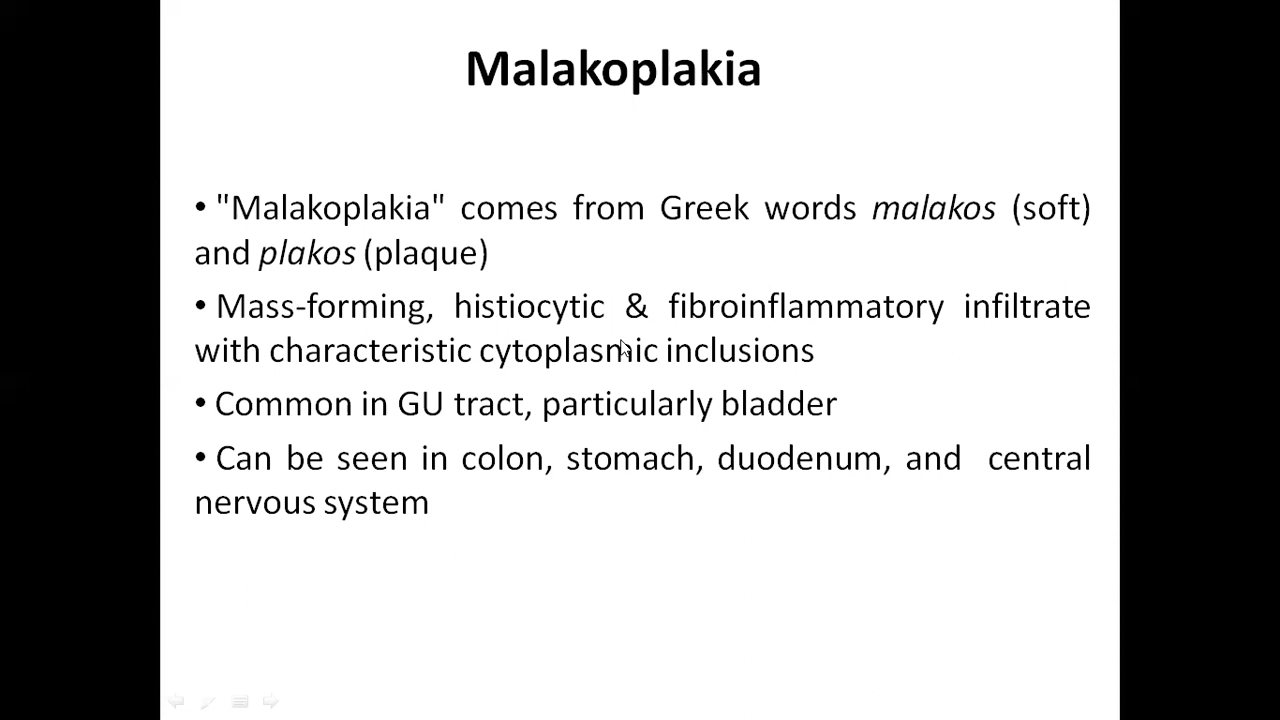 Malakoplakia
• "Malakoplakia" comes from Greek words malakos (soft)
and plakos (plaque)
• Mass-forming, histiocytic & fibroinflammatory infiltrate
with characteristic cytoplasmic inclusions
• Common in GU tract, particularly bladder
• Can be seen in colon, stomach, duodenum, and central
nervous system